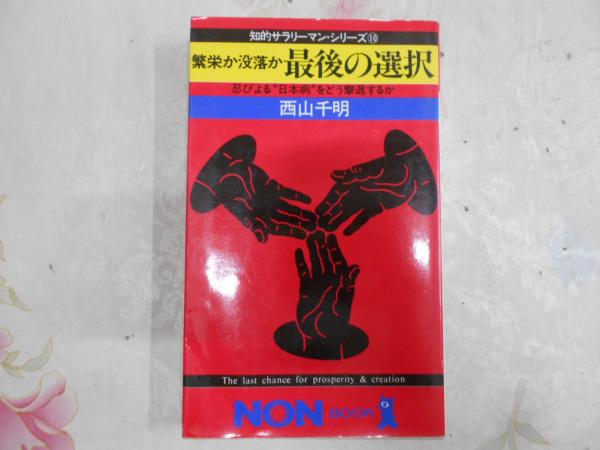 知的サラリーマン・シリーズ⑩
繁栄か没落か 最後の選択
忍びよる“日本病”をどう撃退するか
西山千明
The last chance for prosperity & creation
NON BOOK